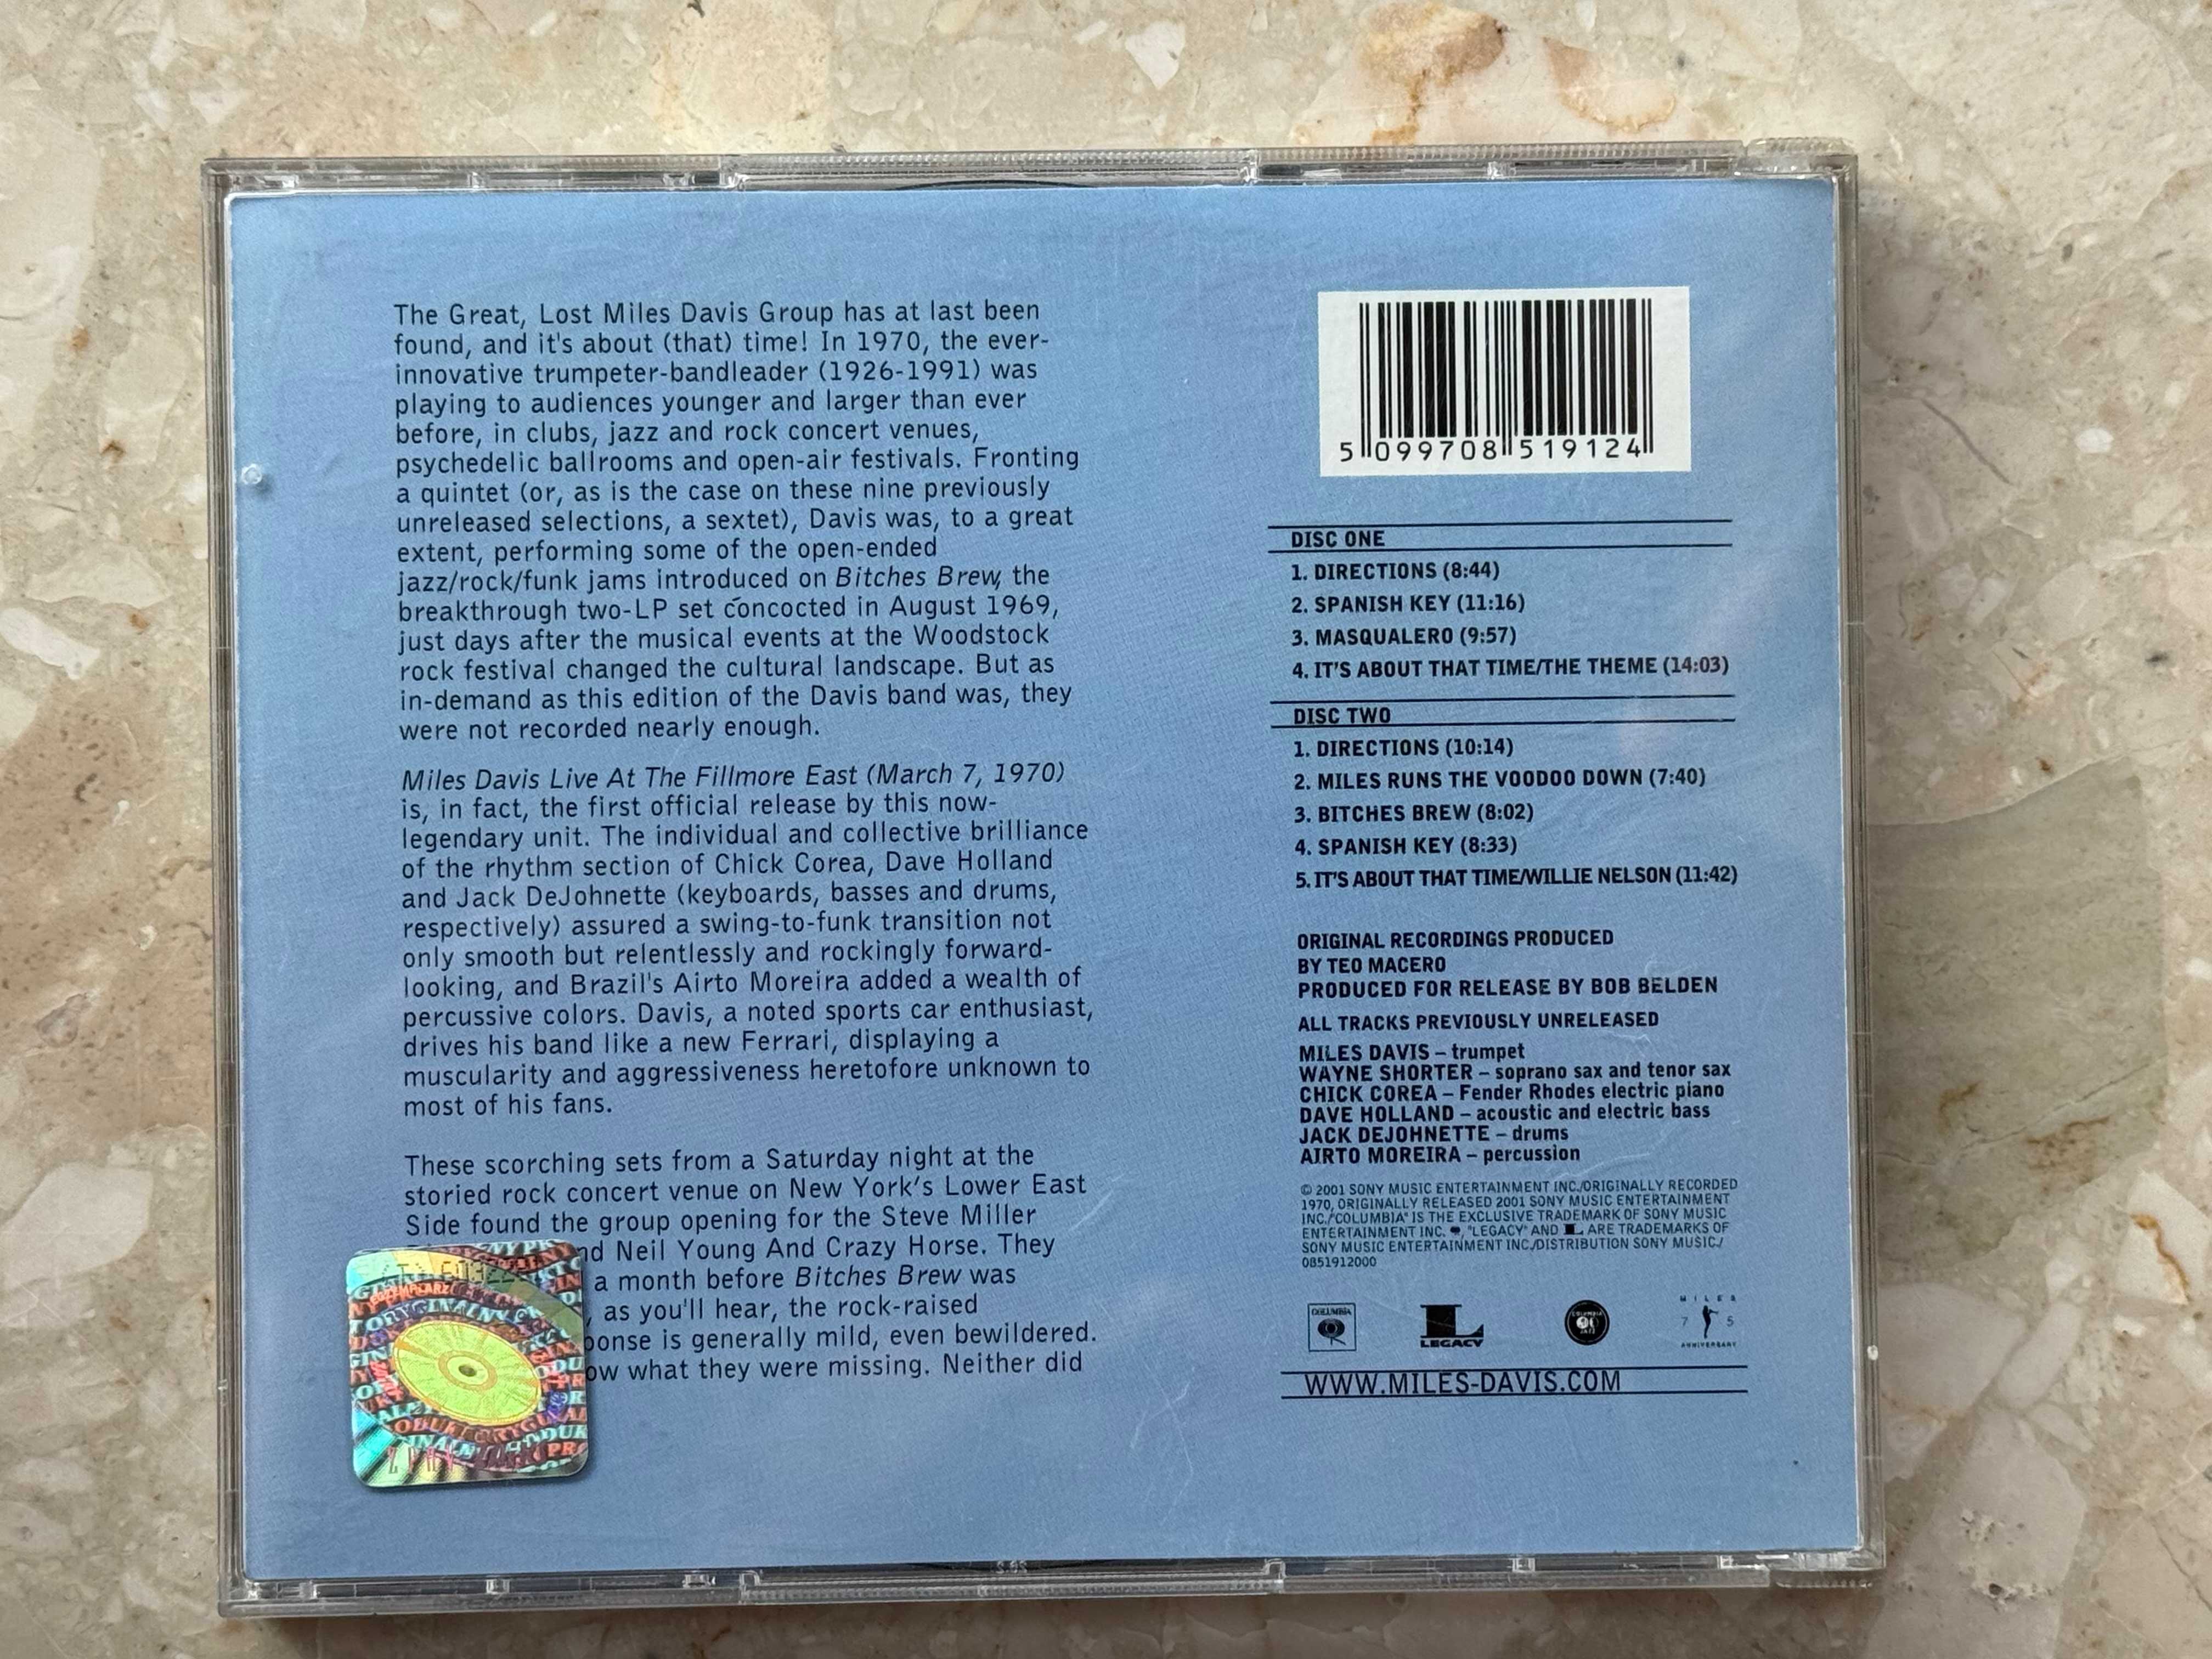 The Great, Lost Miles Davis Group has at last been
found, and it's about (that) time! In 1970, the ever-
innovative trumpeter-bandleader (1926-1991) was
playing to audiences younger and larger than ever
before, in clubs, jazz and rock concert venues,
psychedelic ballrooms and open-air festivals. Fronting
a quintet (or, as is the case on these nine previously
unreleased selections, a sextet), Davis was, to a great
extent, performing some of the open-ended
jazz/rock/funk jams introduced on Bitches Brew, the
breakthrough two-LP set concocted in August 1969,
just days after the musical events at the Woodstock
rock festival changed the cultural landscape. But as
in-demand as this edition of the Davis band was, they
were not recorded nearly enough.
Miles Davis Live At The Fillmore East (March 7, 1970)
is, in fact, the first official release by this now-
legendary unit. The individual and collective brilliance
of the rhythm section of Chick Corea, Dave Holland
and Jack DeJohnette (keyboards, basses and drums,
respectively) assured a swing-to-funk transition not
only smooth but relentlessly and rockingly forward-
looking, and Brazil's Airto Moreira added a wealth of
percussive colors. Davis, a noted sports car enthusiast,
drives his band like a new Ferrari, displaying a
muscularity and aggressiveness heretofore unknown to
most of his fans.
These scorching sets from a Saturday night at the
storied rock concert venue on New York's Lower East
Side found the group opening for the Steve Miller
Neil Young And Crazy Horse. They
a month before Bitches Brew was
, as you'll hear, the rock-raised
is generally mild, even bewildered.
what they were missing. Neither did
EGZEMPLARZ
5 099708 519124
DISC ONE
1. DIRECTIONS (8:44)
2. SPANISH KEY (11:16)
3. MASQUALERO (9:57)
4. IT'S ABOUT THAT TIME/THE THEME (14:03)
DISC TWO
1. DIRECTIONS (10:14)
2. MILES RUNS THE VOODOO DOWN (7:40)
3. BITCHES BREW (8:02)
4. SPANISH KEY (8:33)
5. IT'S ABOUT THAT TIME/WILLIE NELSON (11:42)
ORIGINAL RECORDINGS PRODUCED
BY TEO MACERO
PRODUCED FOR RELEASE BY BOB BELDEN
ALL TRACKS PREVIOUSLY UNRELEASED
MILES DAVIS – trumpet
WAYNE SHORTER – soprano sax and tenor sax
CHICK COREA – Fender Rhodes electric piano
DAVE HOLLAND – acoustic and electric bass
JACK DEJOHNETTE – drums
AIRTO MOREIRA – percussion
© 2001 SONY MUSIC ENTERTAINMENT INC./ORIGINALLY RECORDED
1970, ORIGINALLY RELEASED 2001 SONY MUSIC ENTERTAINMENT
INC./"COLUMBIA" IS THE EXCLUSIVE TRADEMARK OF SONY MUSIC
ENTERTAINMENT INC. , "LEGACY" AND L ARE TRADEMARKS OF
SONY MUSIC ENTERTAINMENT INC./DISTRIBUTION SONY MUSIC./
0851912000
COLUMBIA
L LEGACY
COLUMBIA JAZZ
MILES 75 ANNIVERSARY
WWW.MILES-DAVIS.COM